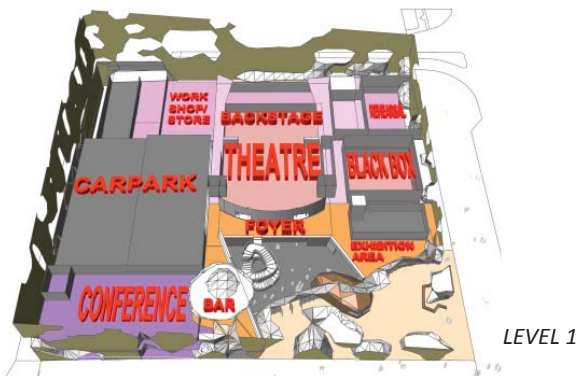 WORK
SHOP/
STORE
BACKSTAGE
REHEARSAL
THEATRE
BLACK BOX
CARPARK
FOYER
EXHIBITION
AREA
CONFERENCE
BAR
LEVEL 1